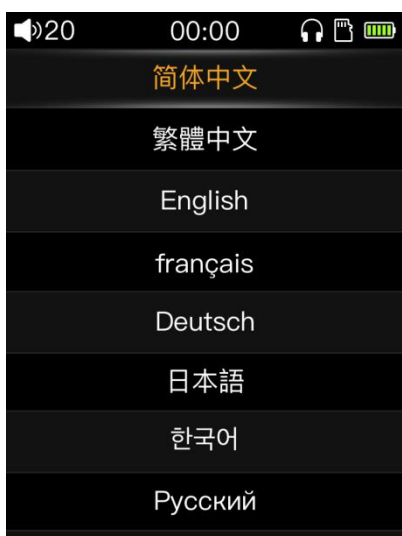 20 00:00
简体中文
繁體中文
English
français
Deutsch
日本語
한국어
Русский